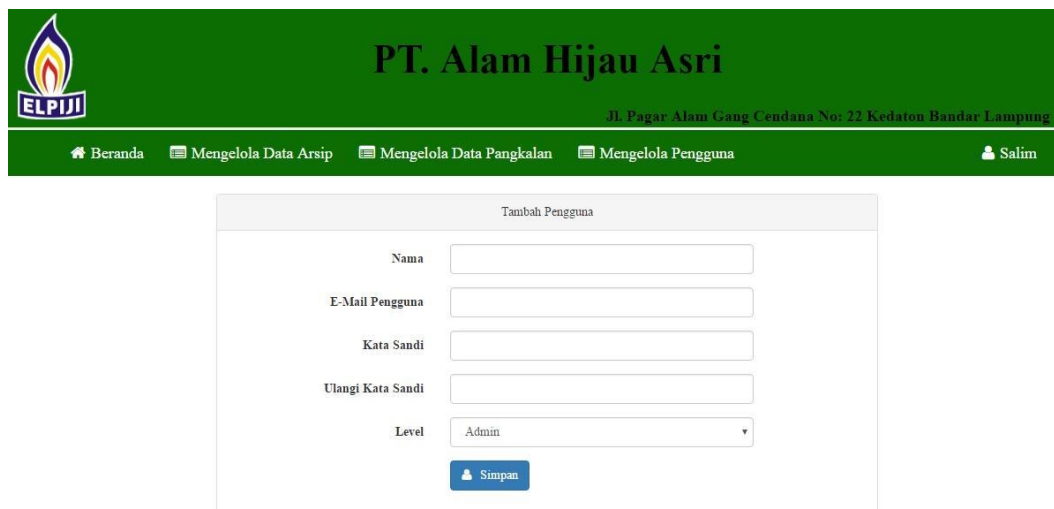 ELPIJI
PT. Alam Hijau Asri
Jl. Pagar Alam Gang Cendana No: 22 Kedaton Bandar Lampung
Beranda Mengelola Data Arsip Mengelola Data Pangkalan Mengelola Pengguna Salim
Tambah Pengguna
Nama
E-Mail Pengguna
Kata Sandi
Ulangi Kata Sandi
Level Admin
Simpan